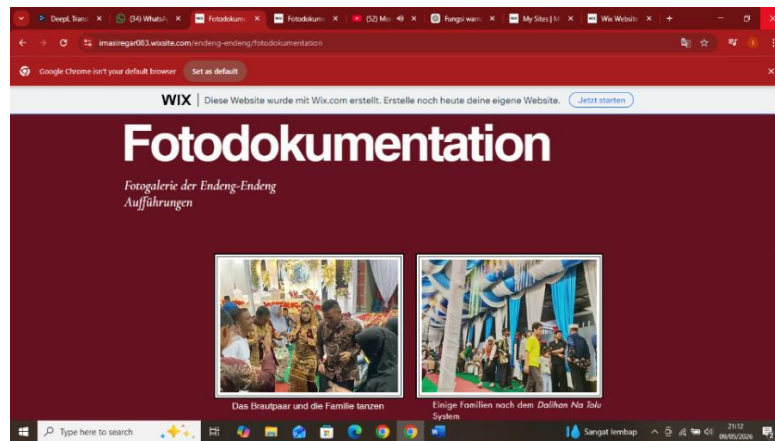 DeepL Trans
(34) WhatsA
Fotodokume
Fotodokume
(52) Mor
Fungsi warn
My Sites | M
Wix Website
imasiregar083.wixsite.com/endeng-endeng/fotodokumentation
Google Chrome isn't your default browser
Set as default
WIX | Diese Website wurde mit Wix.com erstellt. Erstelle noch heute deine eigene Website. Jetzt starten
Fotodokumentation
Fotogalerie der Endeng-Endeng
Aufführungen
Das Brautpaar und die Familie tanzen
Einige Familien nach dem Dalihan Na Tolu
System
Type here to search
Sangat lembap
21:12
09/05/2026